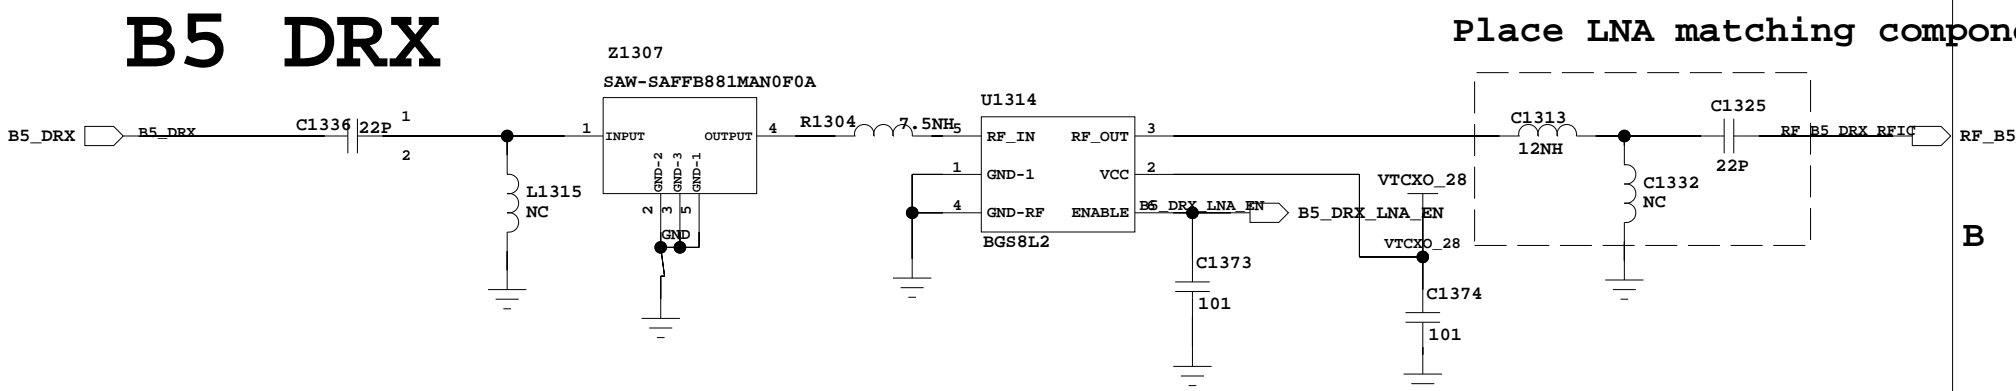 B5 DRX
Place LNA matching compon
Z1307
SAW-SAFFB881MAN0F0A
B5_DRX
B5_DRX
C1336
22P
1
2
1
INPUT
OUTPUT
4
GND-2
GND-3
GND-1
2
3
5
GND
L1315
NC
R1304
7.5NH
U1314
5
RF_IN
RF_OUT
3
1
GND-1
VCC
2
4
GND-RF
ENABLE
6
BGS8L2
B5_DRX_LNA_EN
B5_DRX_LNA_EN
C1373
101
VTCXO_28
VTCXO_28
C1374
101
C1313
12NH
C1325
22P
C1332
NC
RF_B5_DRX_RFIC
RF_B5
B